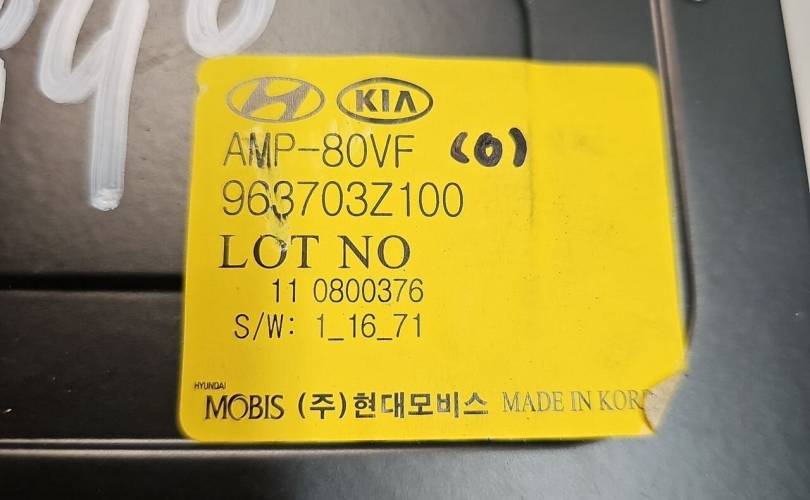 KIA
AMP-80VF (0)
963703Z100
LOT NO
11 0800376
S/W: 1_16_71
HYUNDAI
MOBIS (주)현대모비스 MADE IN KOR